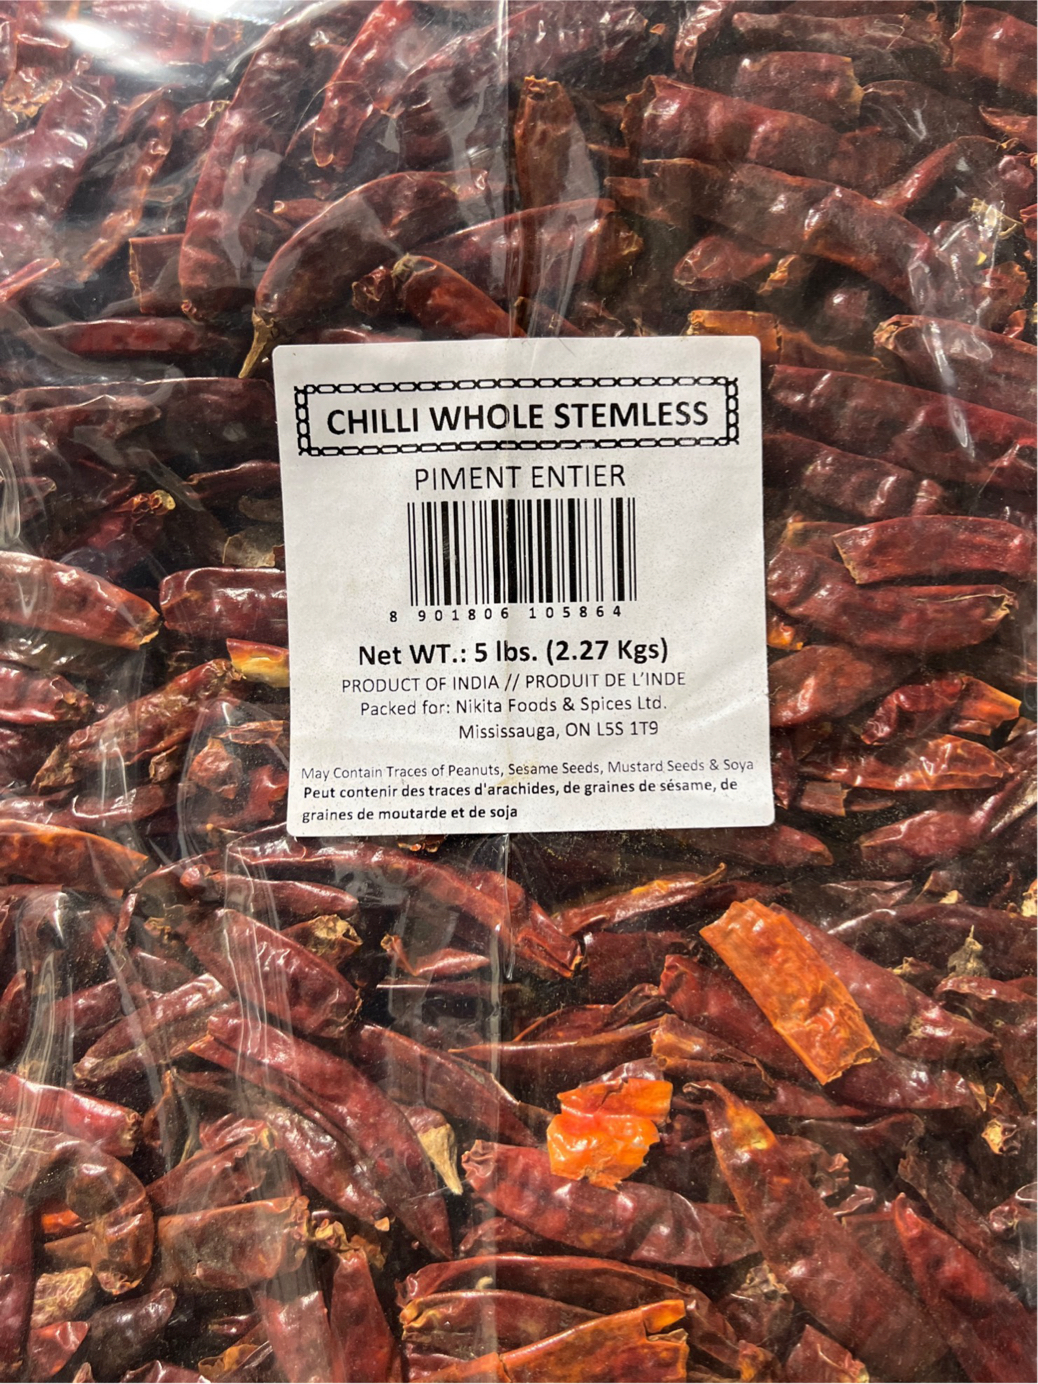 CHILLI WHOLE STEMLESS
PIMENT ENTIER
8 901806 105864
Net WT.: 5 lbs. (2.27 Kgs)
PRODUCT OF INDIA // PRODUIT DE L'INDE
Packed for: Nikita Foods & Spices Ltd.
Mississauga, ON L5S 1T9
May Contain Traces of Peanuts, Sesame Seeds, Mustard Seeds & Soya
Peut contenir des traces d'arachides, de graines de sésame, de
graines de moutarde et de soja